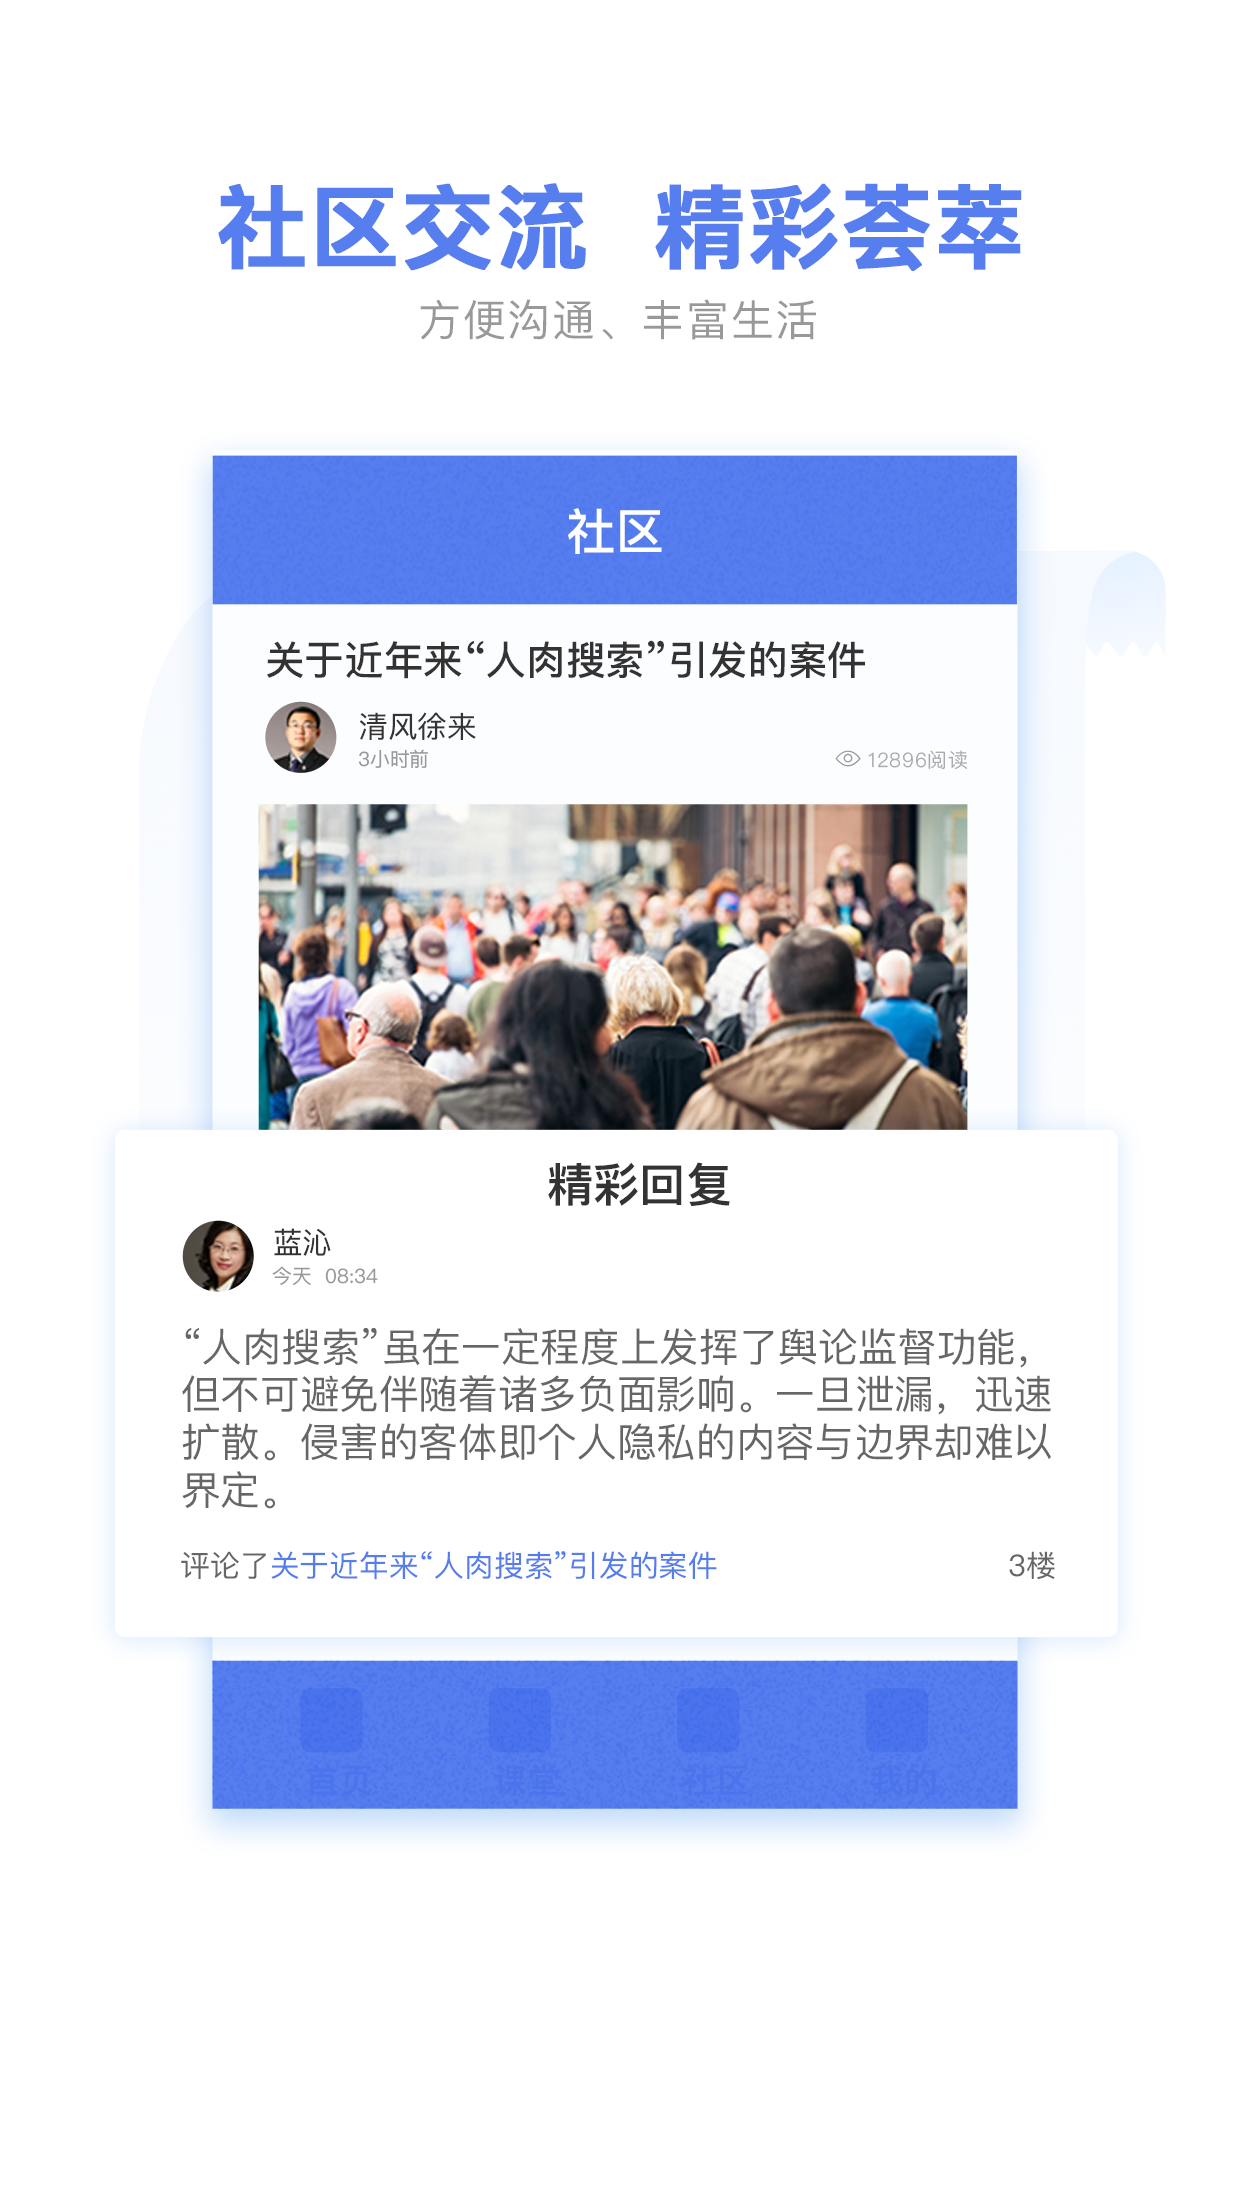 社区交流 精彩荟萃
方便沟通、丰富生活
社区
关于近年来“人肉搜索”引发的案件
清风徐来
3小时前
12896阅读
精彩回复
蓝沁
今天 08:34
“人肉搜索”虽在一定程度上发挥了舆论监督功能，
但不可避免伴随着诸多负面影响。一旦泄漏，迅速
扩散。侵害的客体即个人隐私的内容与边界却难以
界定。
评论了关于近年来“人肉搜索”引发的案件
3楼
首页 课堂 社区 我的